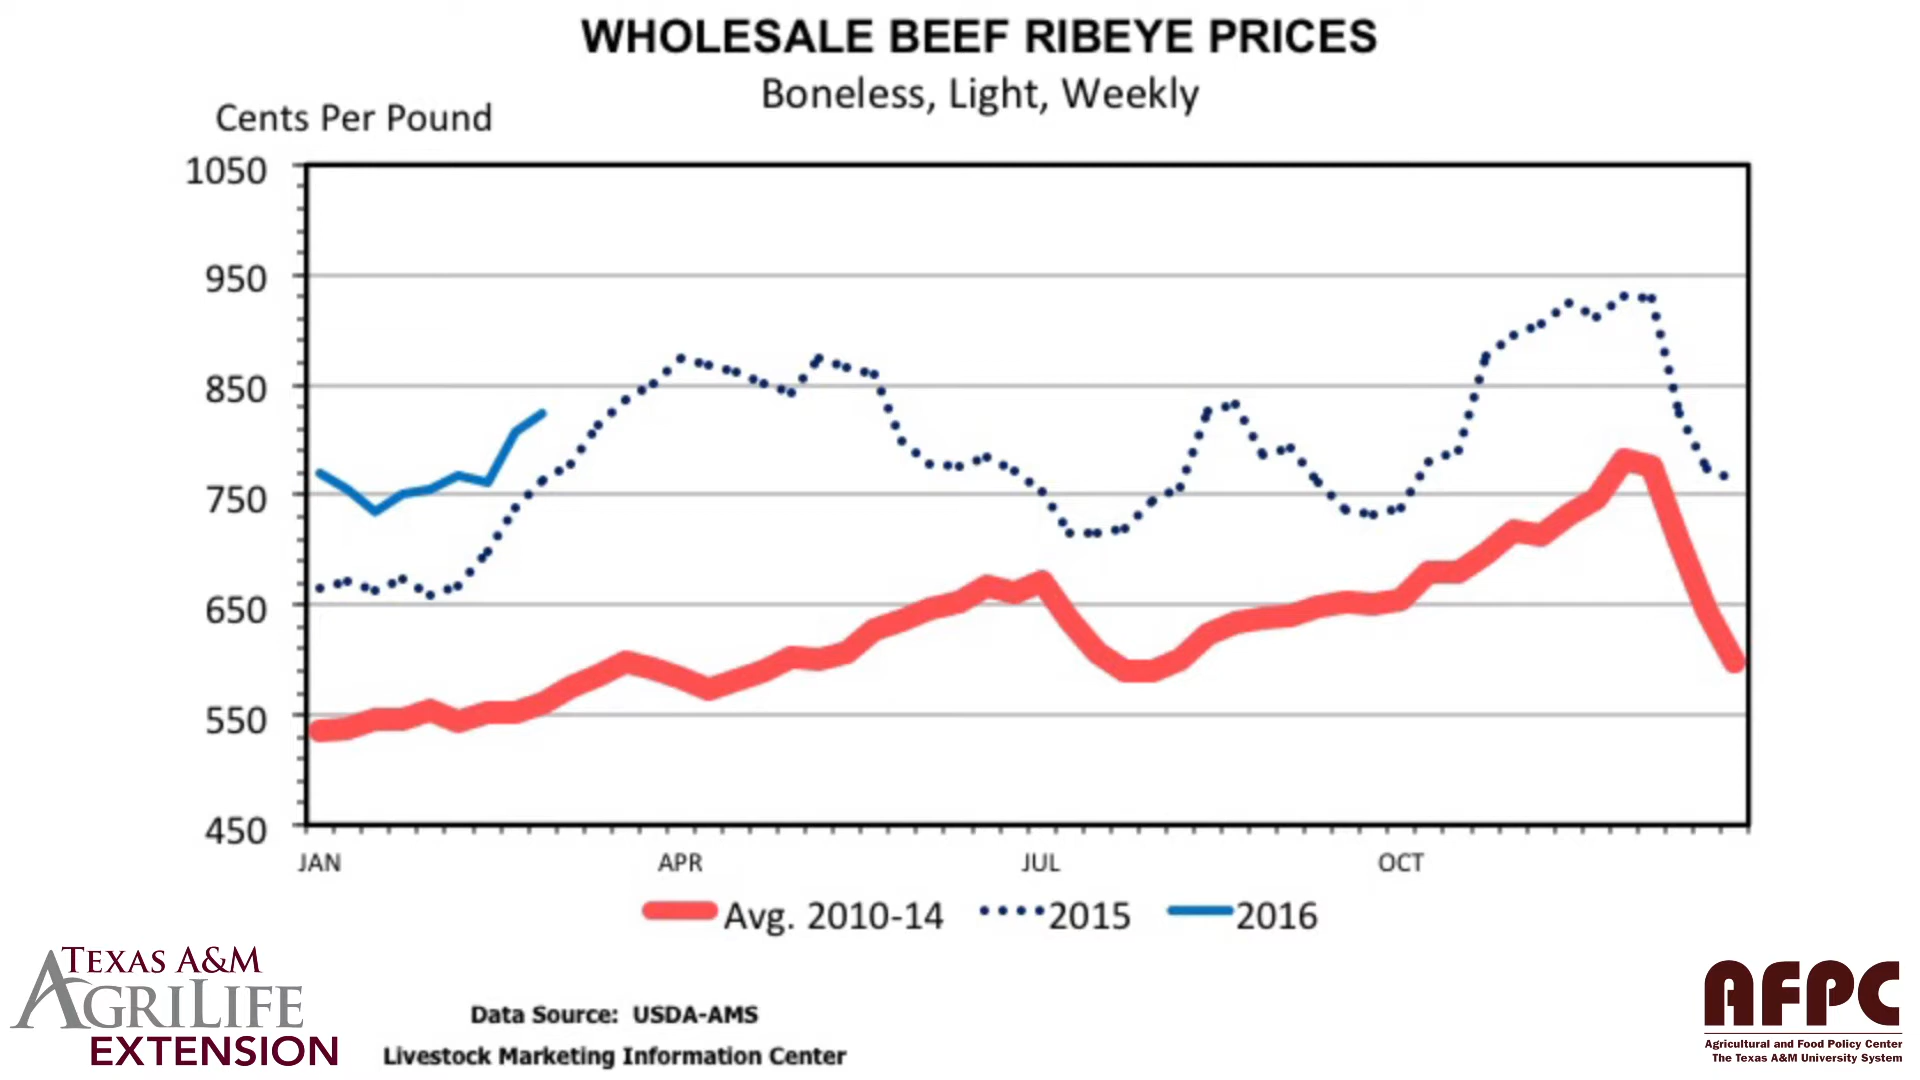 WHOLESALE BEEF RIBEYE PRICES
Boneless, Light, Weekly
Cents Per Pound
1050
950
850
750
650
550
450
JAN APR JUL OCT
Avg. 2010-14 2015 2016
TEXAS A&M
AGRILIFE
EXTENSION
Data Source: USDA-AMS
Livestock Marketing Information Center
AFPC
Agricultural and Food Policy Center
The Texas A&M University System